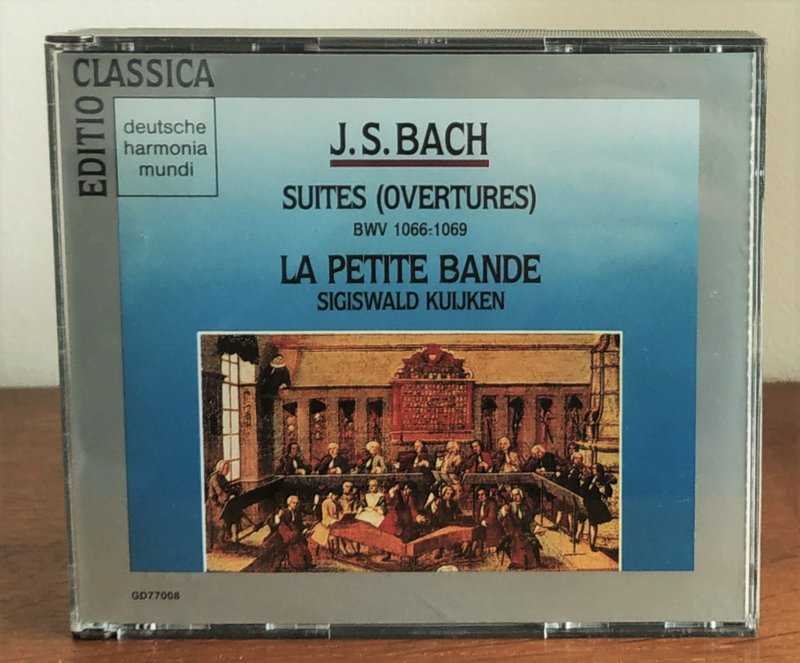 CLASSICA
EDITIO
deutsche
harmonia
mundi
J.S. BACH
SUITES (OVERTURES)
BWV 1066-1069
LA PETITE BANDE
SIGISWALD KUIJKEN
GD77008